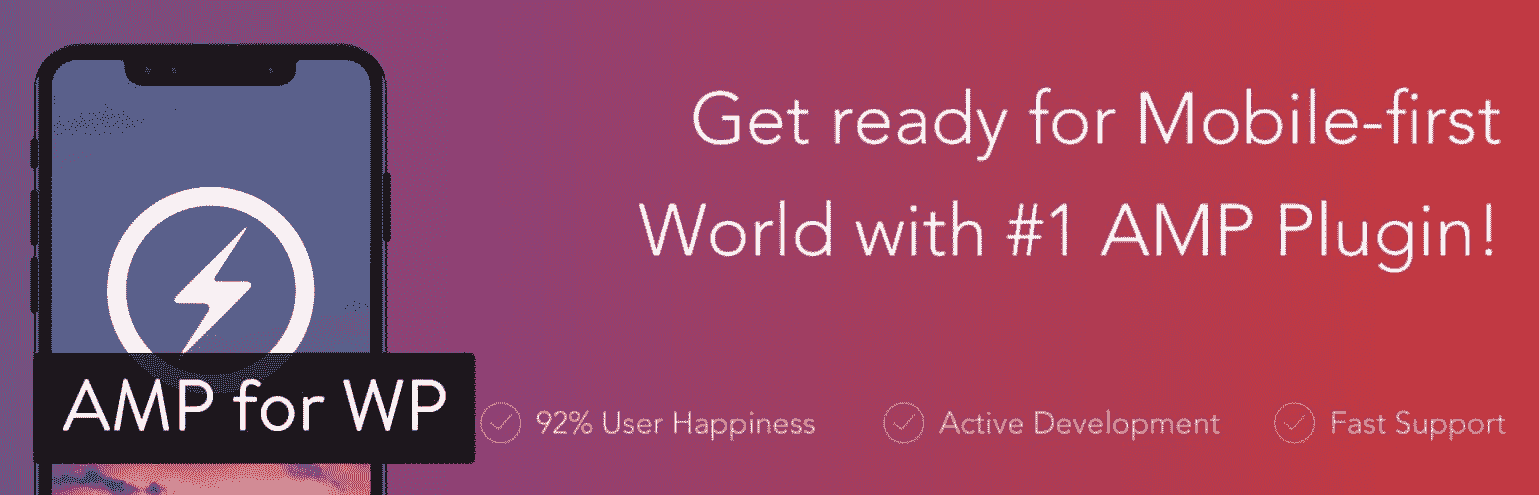 Get ready for Mobile-first
World with #1 AMP Plugin!
AMP for WP
92% User Happiness
Active Development
Fast Support